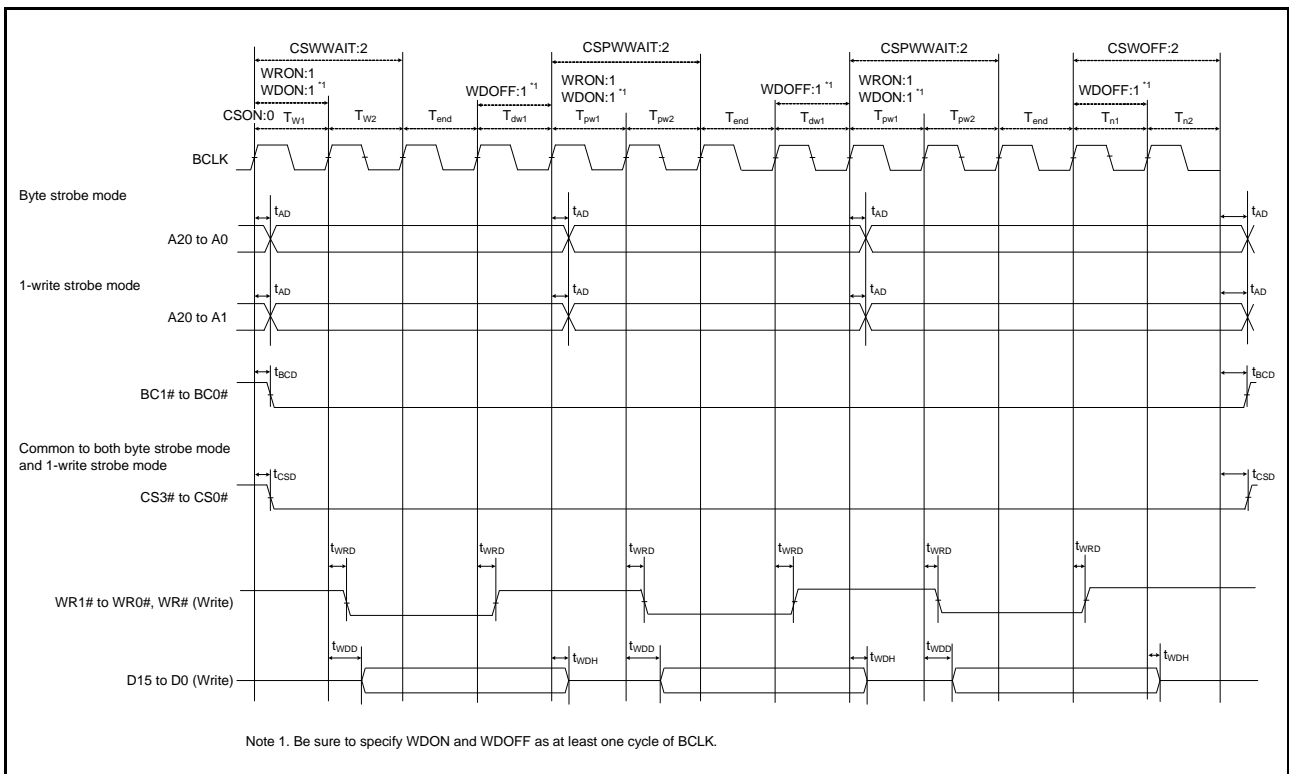 CSWWAIT:2 CSPWWAIT:2 CSPWWAIT:2 CSWOFF:2
WRON:1 WRON:1 WRON:1
WDON:1 *1 WDOFF:1 *1 WDON:1 *1 WDOFF:1 *1 WDON:1 *1 WDOFF:1 *1
CSON:0 TW1 TW2 Tend Tdw1 Tpw1 Tpw2 Tend Tdw1 Tpw1 Tpw2 Tend Tn1 Tn2
BCLK
Byte strobe mode
tAD tAD tAD tAD
A20 to A0
1-write strobe mode
tAD tAD tAD tAD
A20 to A1
tBCD tBCD
BC1# to BC0#
Common to both byte strobe mode
and 1-write strobe mode
tCSD tCSD
CS3# to CS0#
tWRD tWRD tWRD tWRD tWRD tWRD
WR1# to WR0#, WR# (Write)
tWDD tWDH tWDD tWDH tWDD tWDH
D15 to D0 (Write)
Note 1. Be sure to specify WDON and WDOFF as at least one cycle of BCLK.